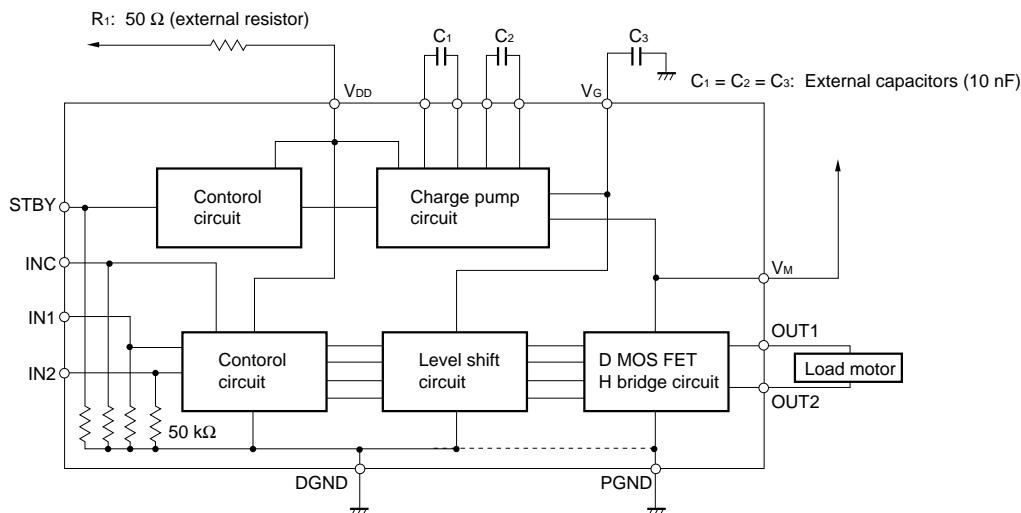 R1: 50 Ω (external resistor)
C1
C2
C3
C1 = C2 = C3: External capacitors (10 nF)
VDD
VG
STBY
Contorol
circuit
Charge pump
circuit
INC
VM
IN1
OUT1
Contorol
circuit
Level shift
circuit
D MOS FET
H bridge circuit
Load motor
IN2
OUT2
50 kΩ
DGND
PGND